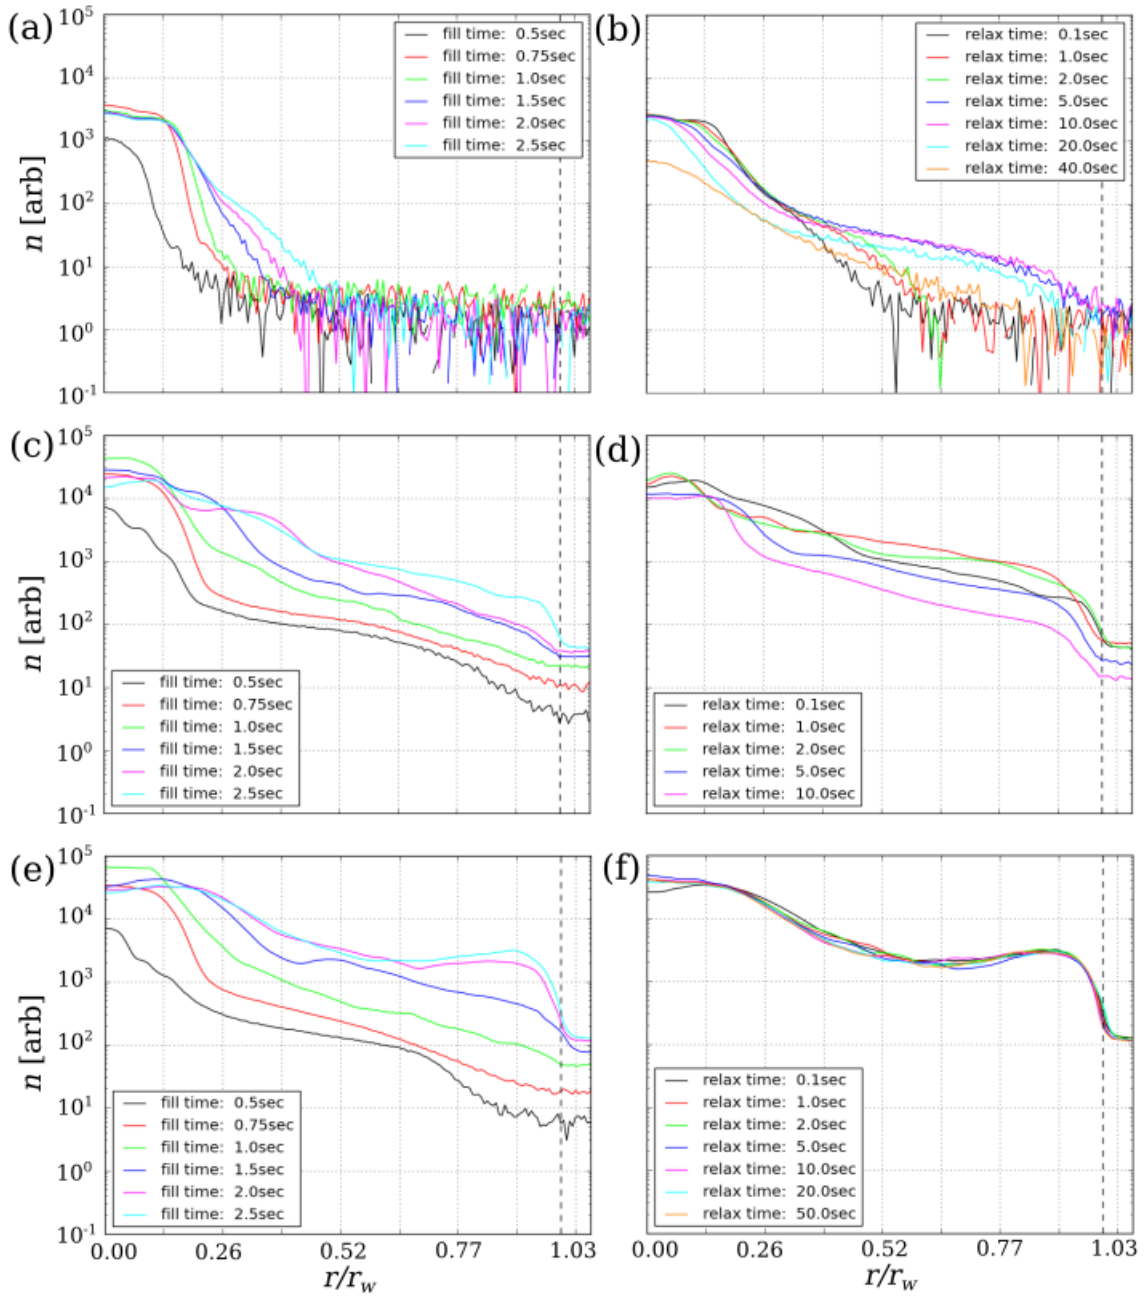 (a)
10^5
10^4
10^3
10^2
10^1
10^0
10^-1
n [arb]
fill time: 0.5sec
fill time: 0.75sec
fill time: 1.0sec
fill time: 1.5sec
fill time: 2.0sec
fill time: 2.5sec
(b)
relax time: 0.1sec
relax time: 1.0sec
relax time: 2.0sec
relax time: 5.0sec
relax time: 10.0sec
relax time: 20.0sec
relax time: 40.0sec
(c)
10^5
10^4
10^3
10^2
10^1
10^0
10^-1
n [arb]
fill time: 0.5sec
fill time: 0.75sec
fill time: 1.0sec
fill time: 1.5sec
fill time: 2.0sec
fill time: 2.5sec
(d)
relax time: 0.1sec
relax time: 1.0sec
relax time: 2.0sec
relax time: 5.0sec
relax time: 10.0sec
(e)
10^5
10^4
10^3
10^2
10^1
10^0
10^-1
n [arb]
fill time: 0.5sec
fill time: 0.75sec
fill time: 1.0sec
fill time: 1.5sec
fill time: 2.0sec
fill time: 2.5sec
0.00 0.26 0.52 0.77 1.03
r/r_w
(f)
relax time: 0.1sec
relax time: 1.0sec
relax time: 2.0sec
relax time: 5.0sec
relax time: 10.0sec
relax time: 20.0sec
relax time: 50.0sec
0.00 0.26 0.52 0.77 1.03
r/r_w